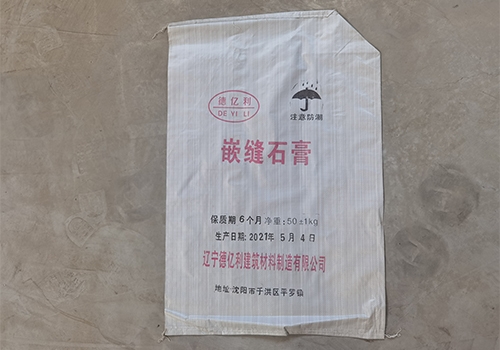 德亿利
DE YI LI
注意防潮
嵌缝石膏
保质期 6个月 净重:50±1kg
生产日期:2021年 5月 4日
辽宁德亿利建筑材料制造有限公司
地址:沈阳市于洪区平罗镇